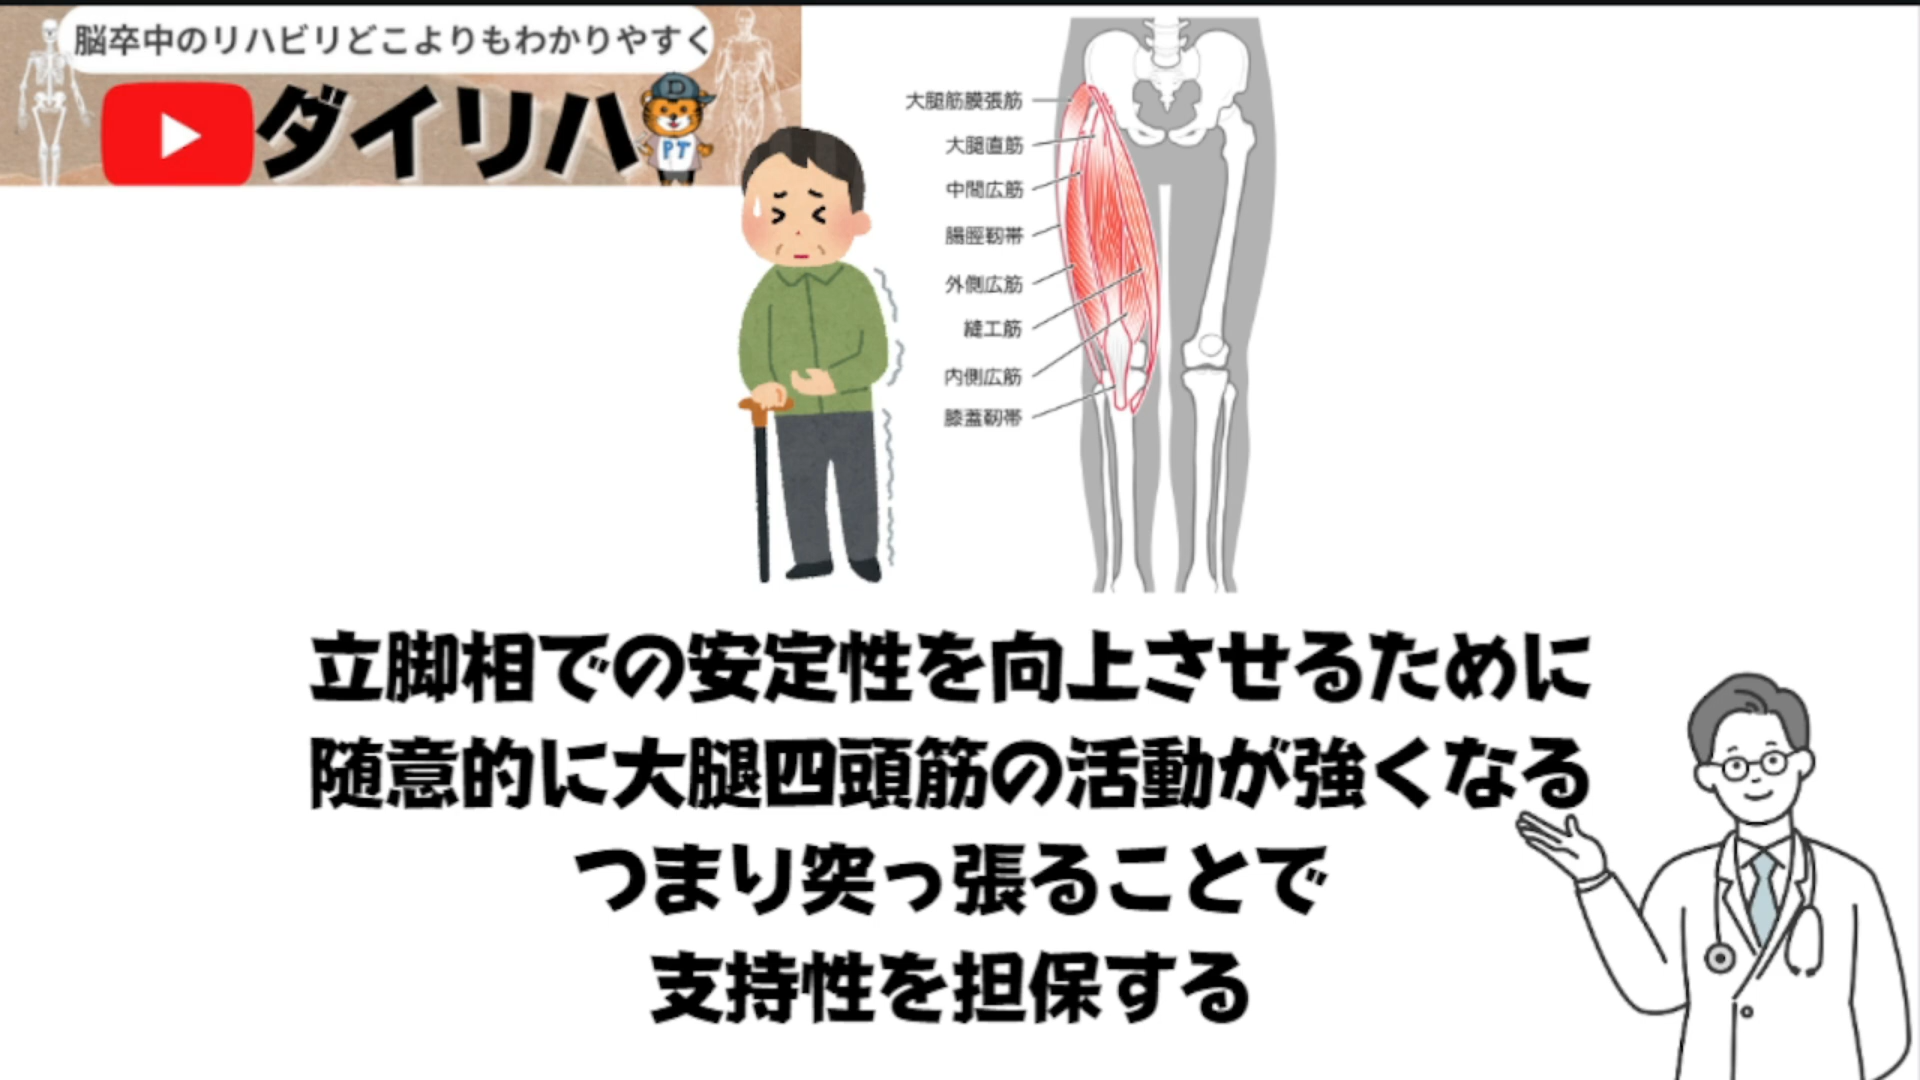 脳卒中のリハビリどこよりもわかりやすく
ダイリハ
D
PT
大腿筋膜張筋
大腿直筋
中間広筋
腸脛靭帯
外側広筋
縫工筋
内側広筋
膝蓋靭帯
立脚相での安定性を向上させるために
随意的に大腿四頭筋の活動が強くなる
つまり突っ張ることで
支持性を担保する